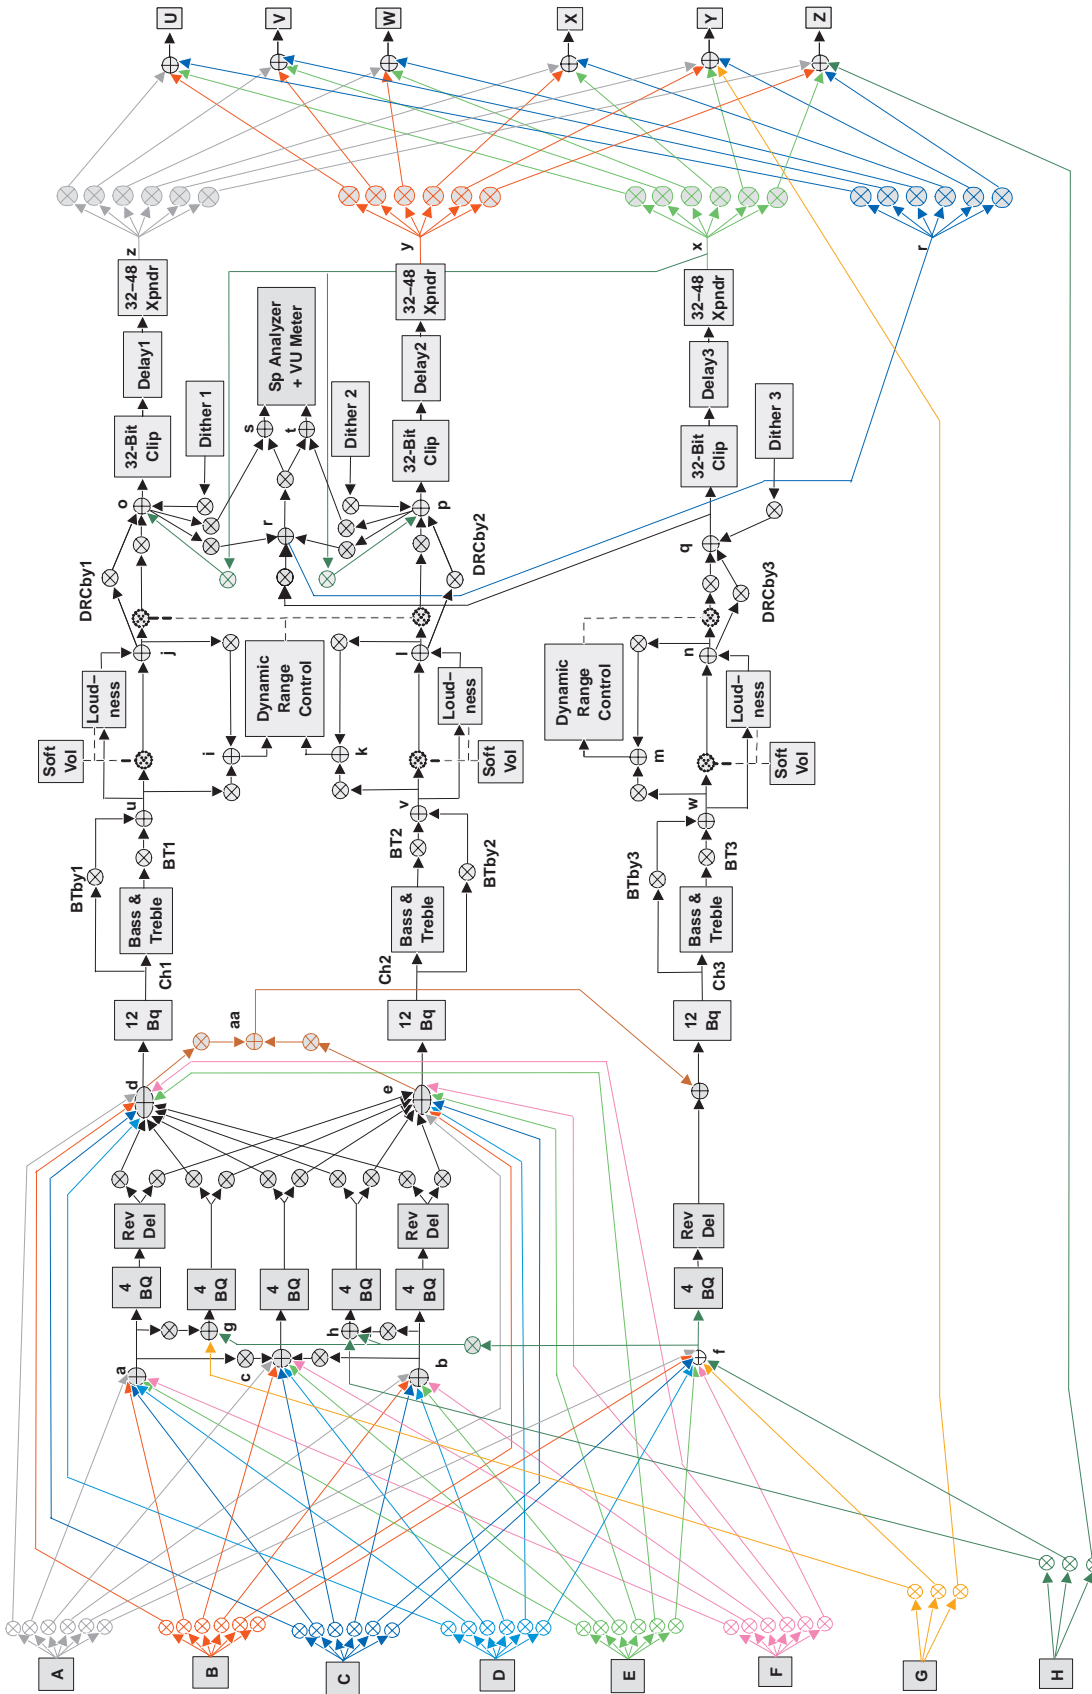 U
V
W
X
Y
Z
z
y
x
r
32–48
Xpndr
32–48
Xpndr
32–48
Xpndr
Sp Analyzer
+ VU Meter
Delay1
Delay2
Delay3
Dither 1
Dither 2
Dither 3
s
t
32-Bit
Clip
32-Bit
Clip
32-Bit
Clip
o
r
p
q
DRCby1
DRCby2
DRCby3
j
l
n
Loud–
ness
Dynamic
Range
Control
Loud–
ness
Dynamic
Range
Control
Loud–
ness
Soft
Vol
i
k
Soft
Vol
m
Soft
Vol
u
v
w
BTby1
BT1
BT2
BTby2
BTby3
BT3
Bass &
Treble
Bass &
Treble
Bass &
Treble
Ch1
Ch2
Ch3
12
Bq
aa
12
Bq
12
Bq
d
e
Rev
Del
Rev
Del
Rev
Del
4
BQ
4
BQ
4
BQ
4
BQ
4
BQ
4
BQ
g
h
a
c
b
f
A
B
C
D
E
F
G
H